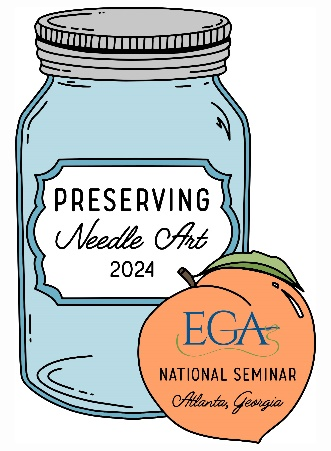 PRESERVING
Needle Art
2024
EGA
NATIONAL SEMINAR
Atlanta, Georgia